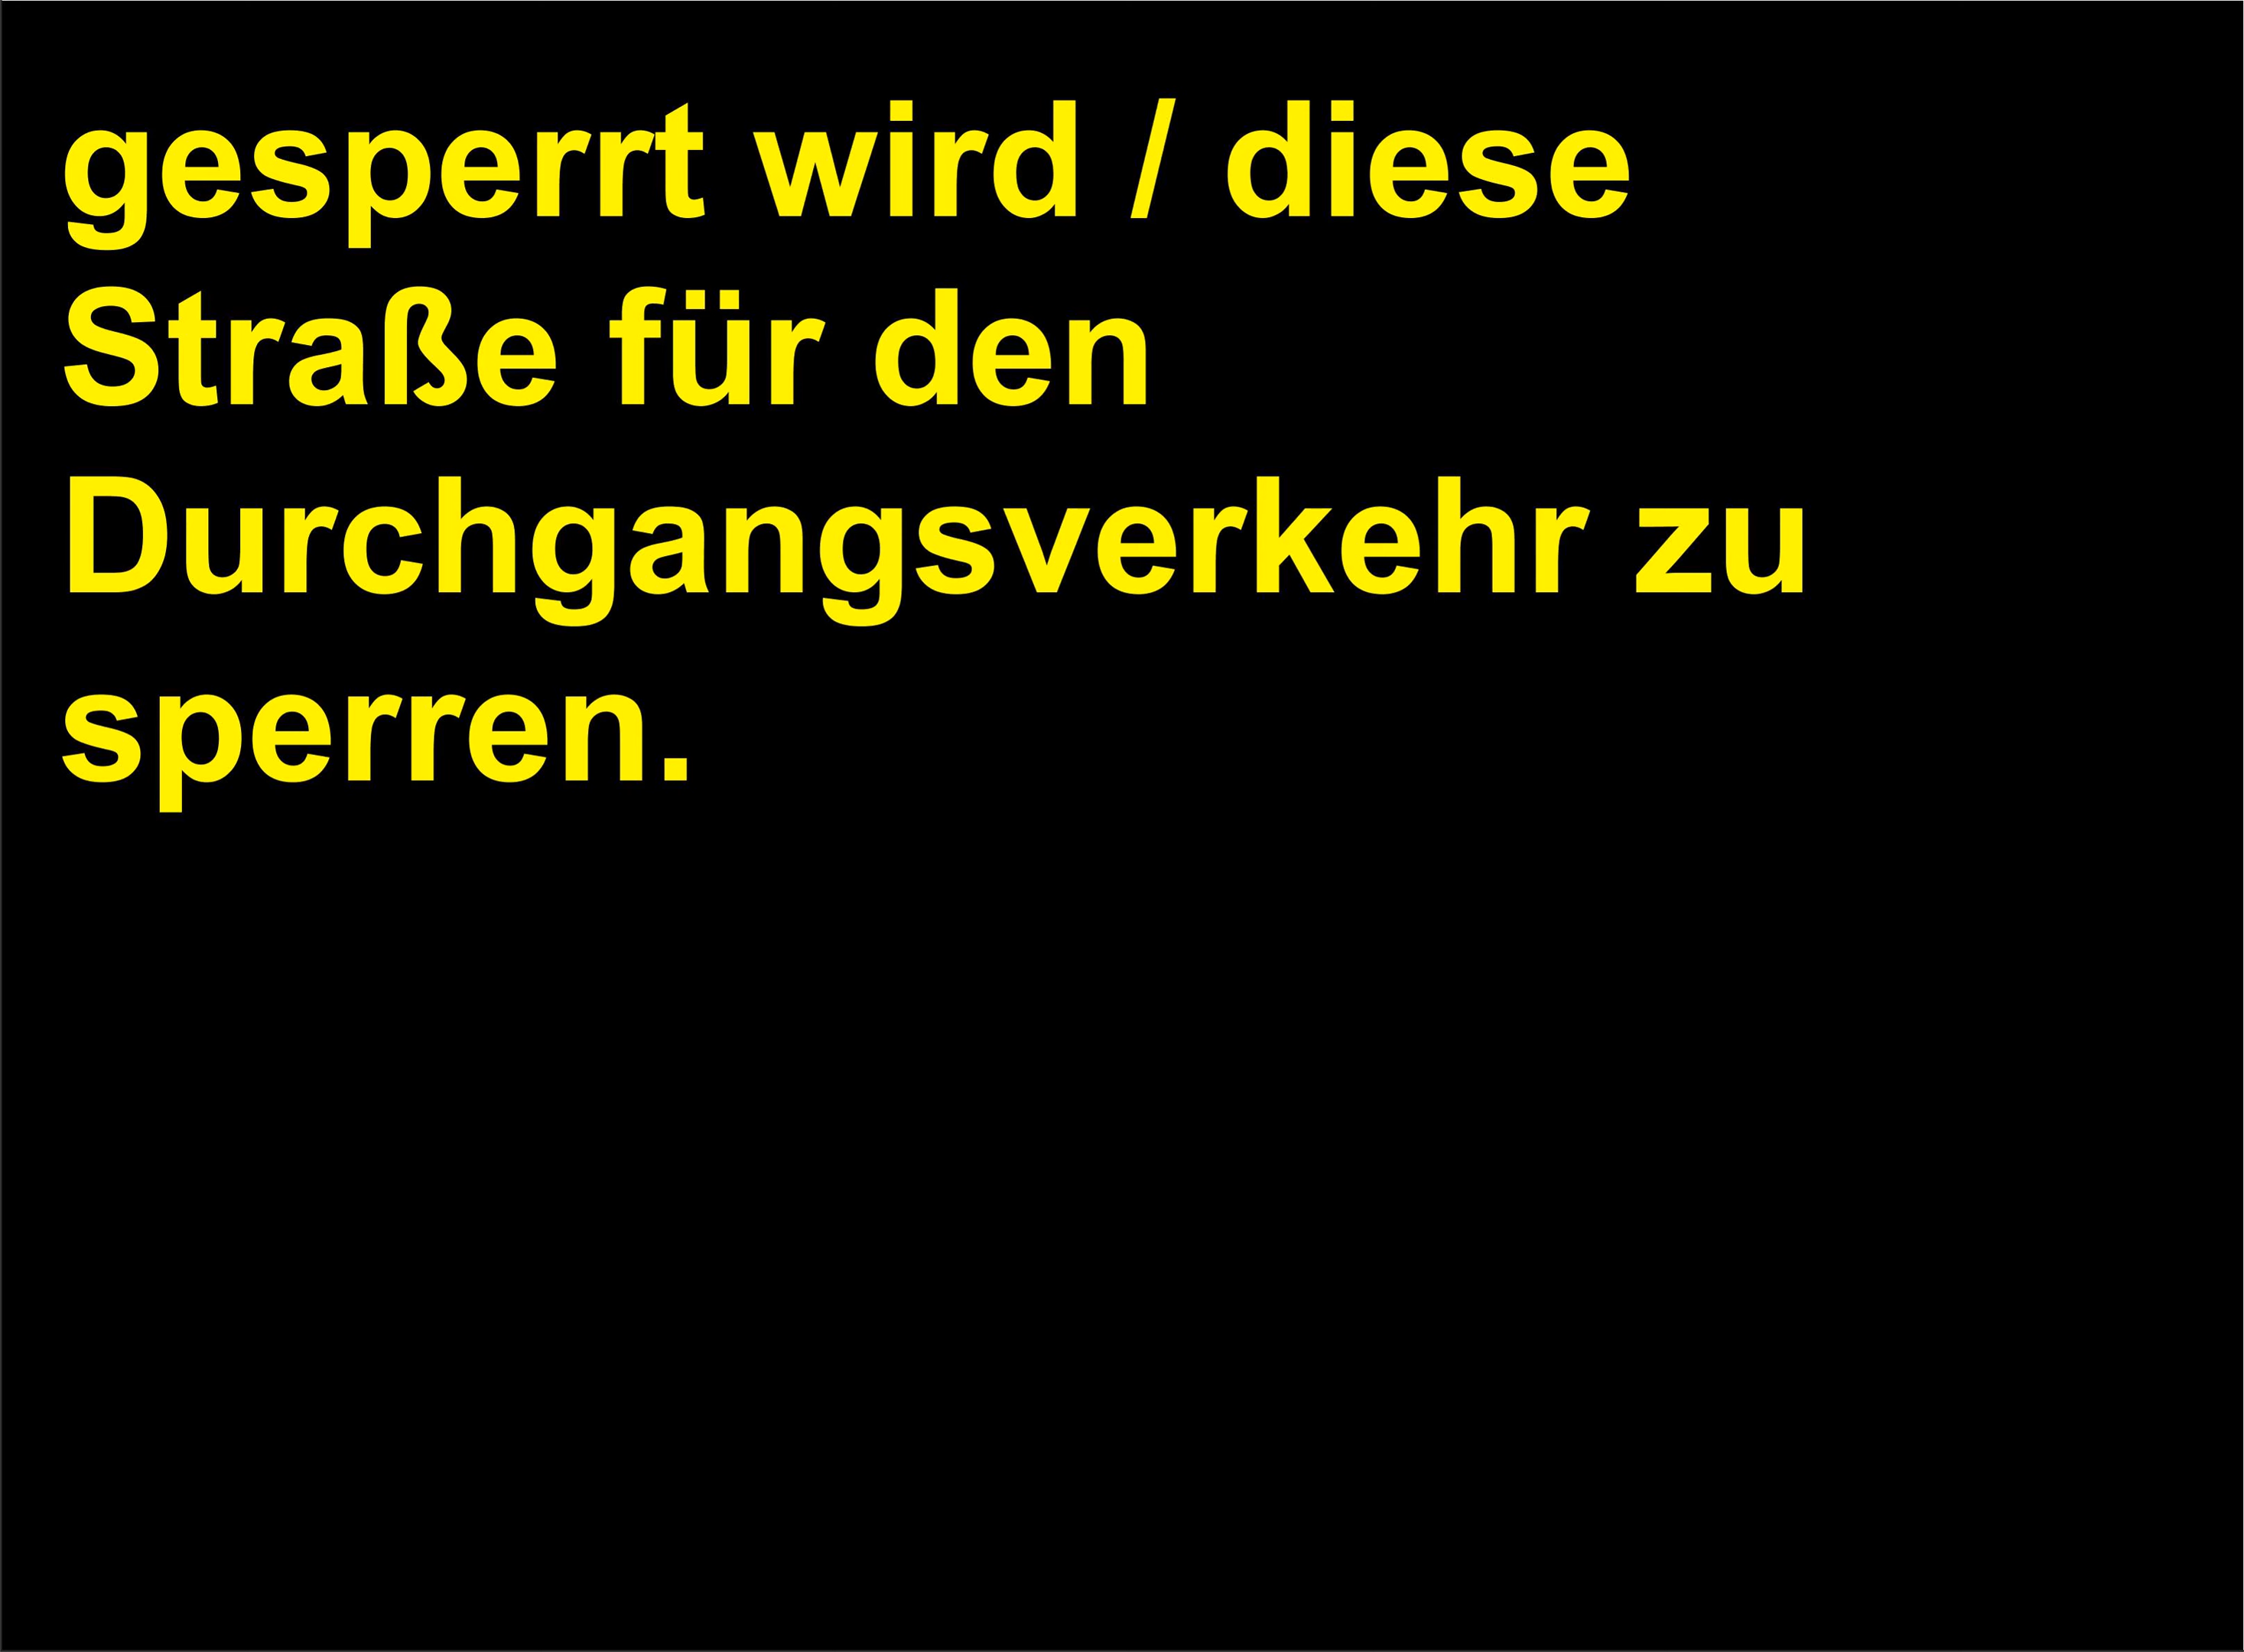 gesperrt wird / diese
Straße für den
Durchgangsverkehr zu
sperren.